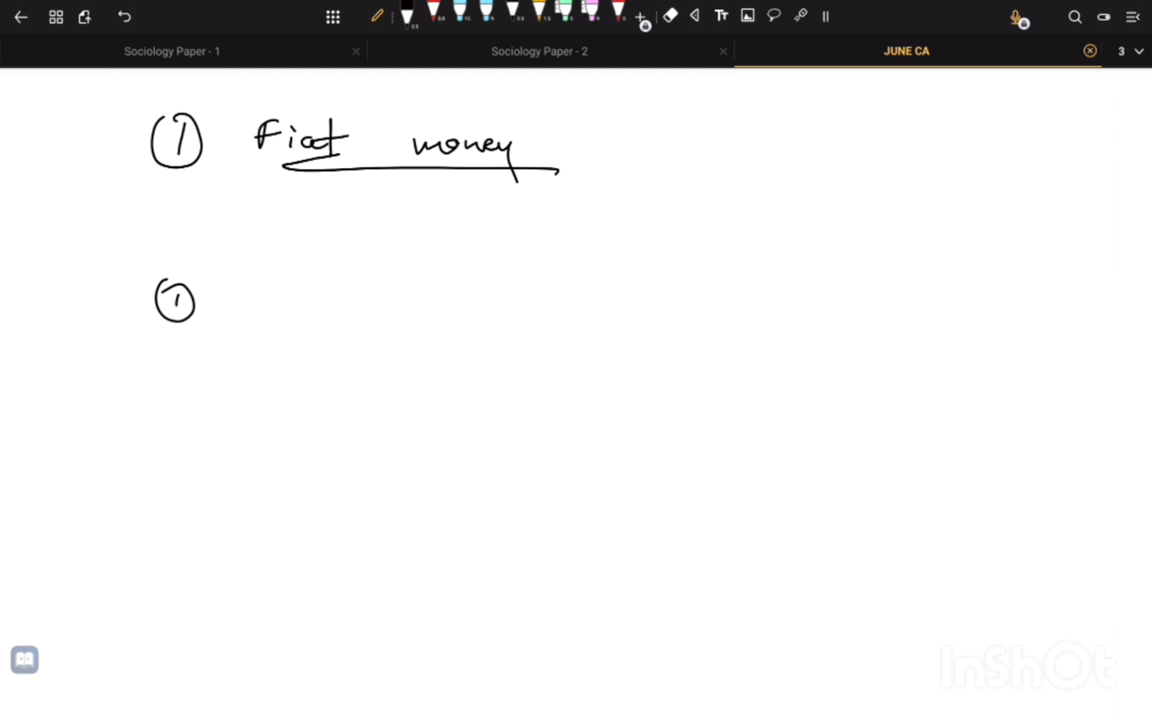 Sociology Paper - 1 Sociology Paper - 2 JUNE CA 3
① Fiat money
①
InShOt